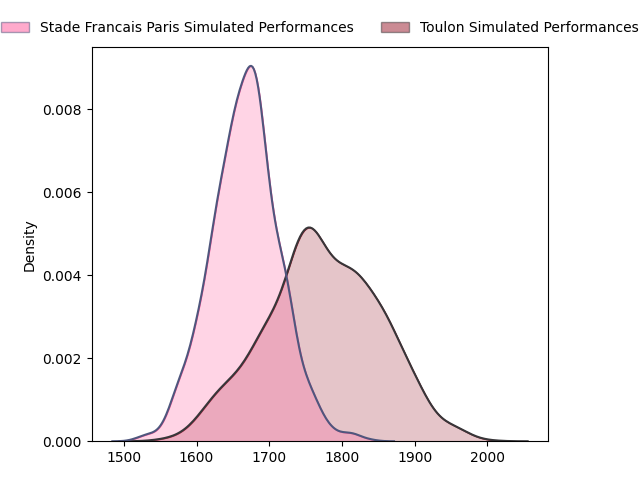 Stade Francais Paris Simulated Performances Toulon Simulated Performances
0.008
0.006
0.004
0.002
0.000
Density
1500 1600 1700 1800 1900 2000